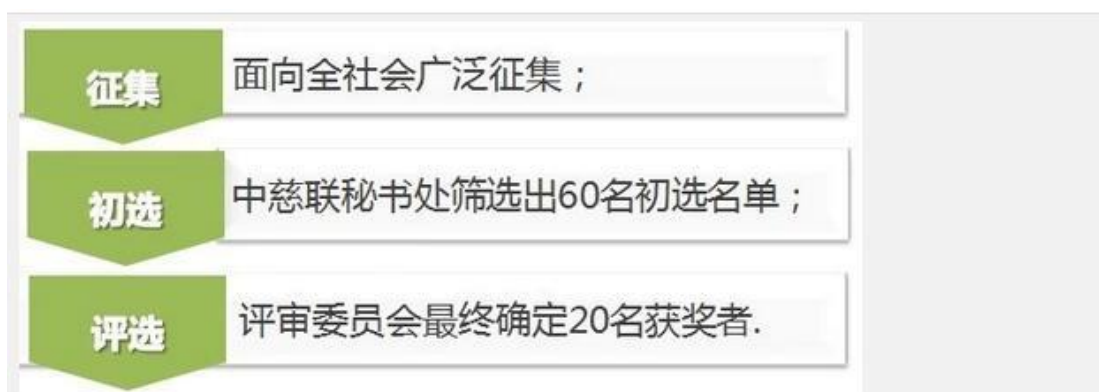 征集
面向全社会广泛征集；
初选
中慈联秘书处筛选出60名初选名单；
评选
评审委员会最终确定20名获奖者.